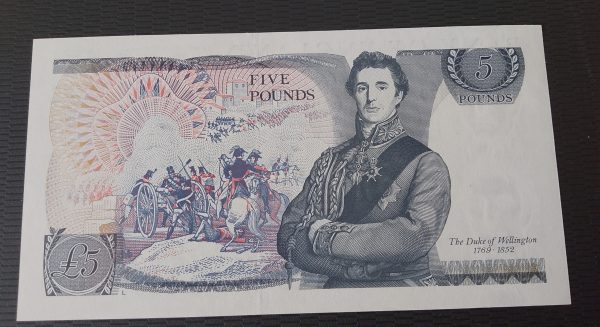 FIVE
POUNDS
5
POUNDS
The Duke of Wellington
1769-1852
£5
L